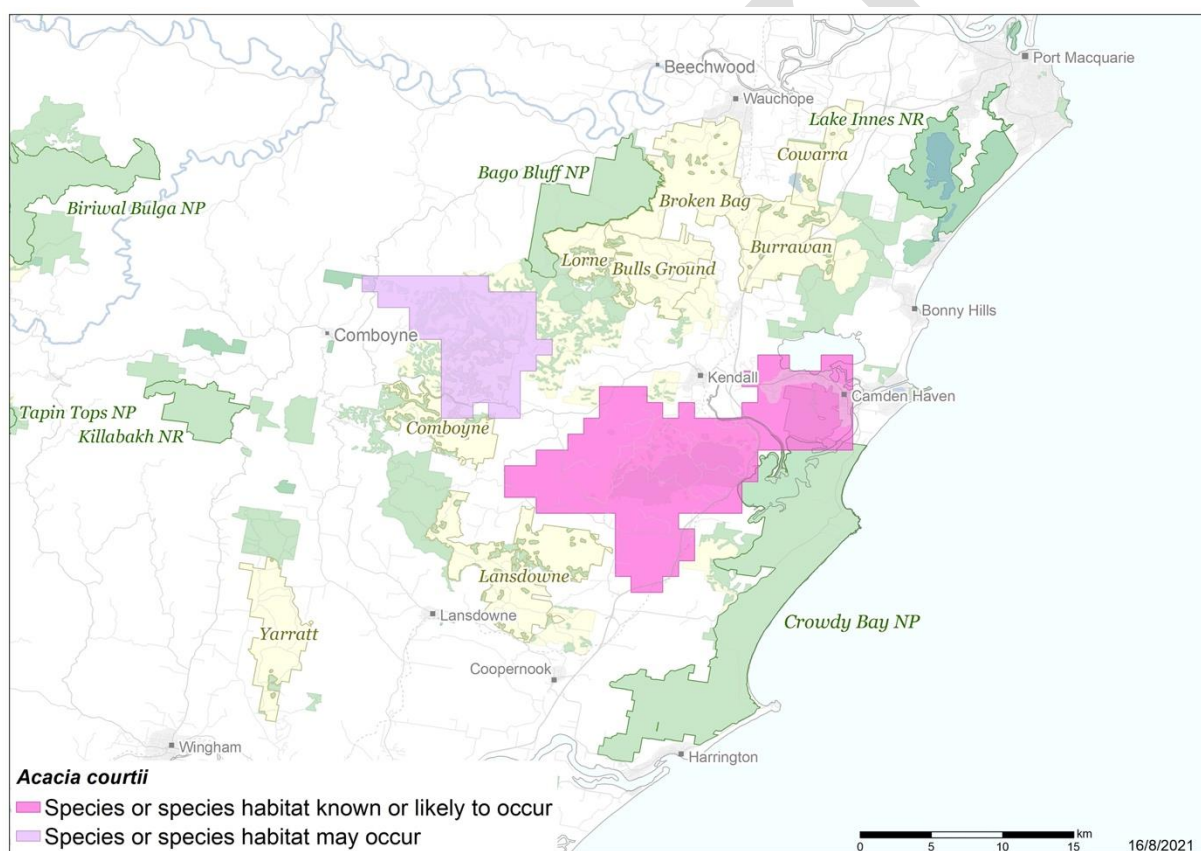 Port Macquarie
Beechwood
Wauchope
Lake Innes NR
Cowarra
Bago Bluff NP
Broken Bag
Biriwal Bulga NP
Burrawan
Lorne
Bulls Ground
Bonny Hills
Comboyne
Kendall
Camden Haven
Tapin Tops NP
Killabakh NR
Comboyne
Lansdowne
Lansdowne
Crowdy Bay NP
Yarratt
Coopernook
Wingham
Harrington
Acacia courtii
Species or species habitat known or likely to occur
Species or species habitat may occur
km
0 5 10 15
16/8/2021